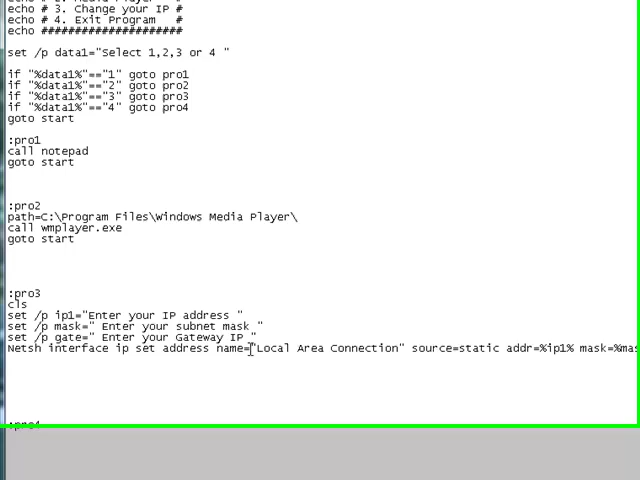 echo # 3. Change your IP #
echo # 4. Exit Program   #
echo #####################
set /p data1="Select 1,2,3 or 4 "
if "%data1%"=="1" goto pro1
if "%data1%"=="2" goto pro2
if "%data1%"=="3" goto pro3
if "%data1%"=="4" goto pro4
goto start
:pro1
call notepad
goto start
:pro2
path=C:\Program Files\Windows Media Player\
call wmplayer.exe
goto start
:pro3
cls
set /p ip1="Enter your IP address "
set /p mask=" Enter your subnet mask "
set /p gate=" Enter your Gateway IP "
Netsh interface ip set address name="Local Area Connection" source=static addr=%ip1% mask=%mas
:pro4